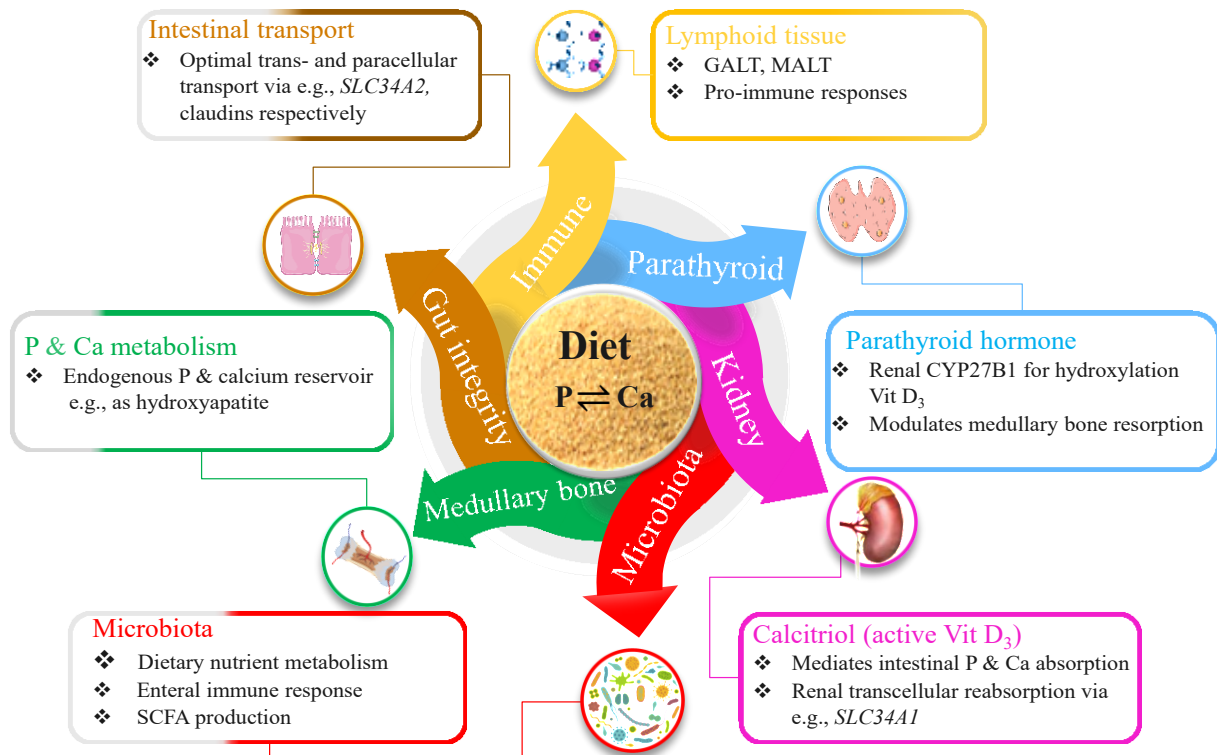 Intestinal transport
❖ Optimal trans- and paracellular
transport via e.g., SLC34A2,
claudins respectively
Lymphoid tissue
❖ GALT, MALT
❖ Pro-immune responses
Immune
Parathyroid
Gut integrity
Kidney
Diet
P ⇌ Ca
Medullary bone
Microbiota
P & Ca metabolism
❖ Endogenous P & calcium reservoir
e.g., as hydroxyapatite
Parathyroid hormone
❖ Renal CYP27B1 for hydroxylation
Vit D₃
❖ Modulates medullary bone resorption
Microbiota
❖ Dietary nutrient metabolism
❖ Enteral immune response
❖ SCFA production
Calcitriol (active Vit D₃)
❖ Mediates intestinal P & Ca absorption
❖ Renal transcellular reabsorption via
e.g., SLC34A1